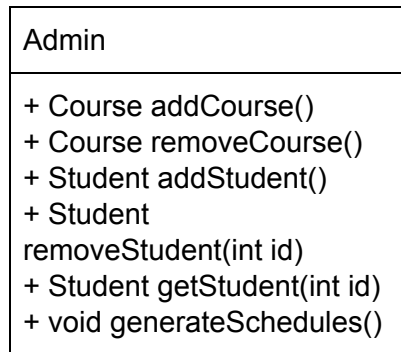 Admin
+ Course addCourse()
+ Course removeCourse()
+ Student addStudent()
+ Student
removeStudent(int id)
+ Student getStudent(int id)
+ void generateSchedules()